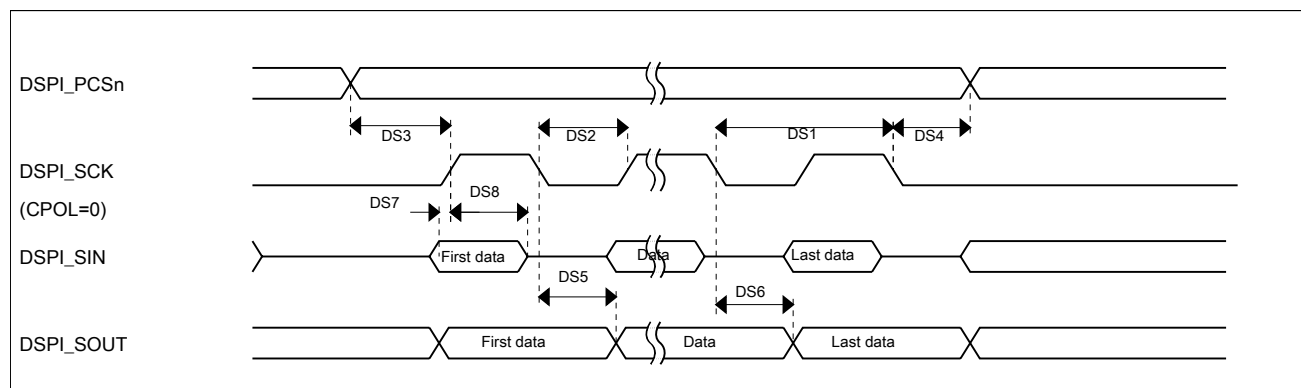 DSPI_PCSn
DS3
DS2
DS1
DS4
DSPI_SCK
(CPOL=0)
DS7
DS8
DSPI_SIN
First data
Data
Last data
DS5
DS6
DSPI_SOUT
First data
Data
Last data